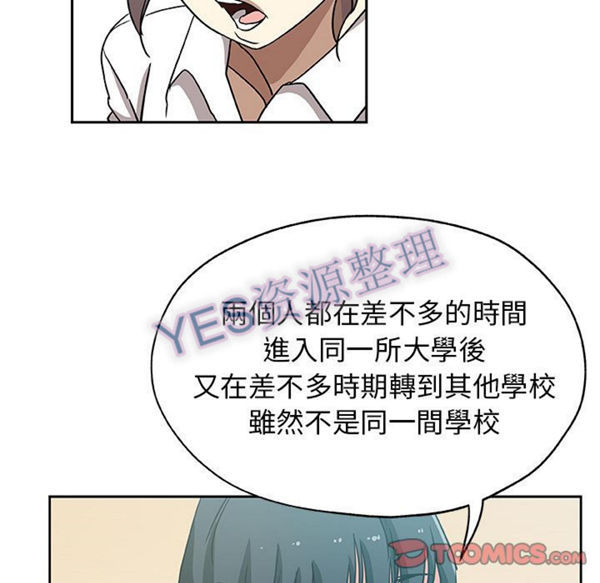 YES资源整理
兩個人都在差不多的時間
進入同一所大學後
又在差不多時期轉到其他學校
雖然不是同一間學校
TOOMICS.COM